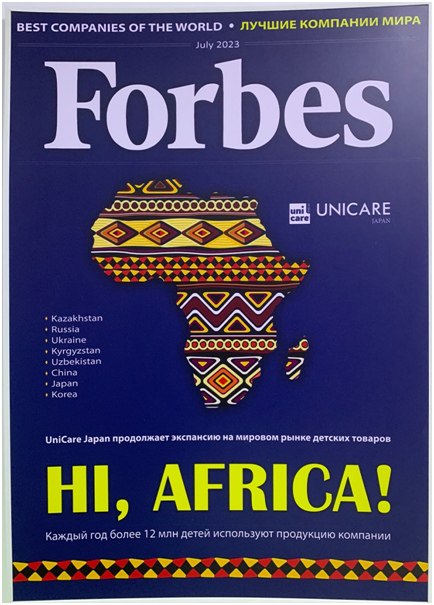 BEST COMPANIES OF THE WORLD • ЛУЧШИЕ КОМПАНИИ МИРА
July 2023
Forbes
uni care UNICARE
JAPAN
Kazakhstan
Russia
Ukraine
Kyrgyzstan
Uzbekistan
China
Japan
Korea
UniCare Japan продолжает экспансию на мировом рынке детских товаров
HI, AFRICA!
Каждый год более 12 млн детей используют продукцию компании